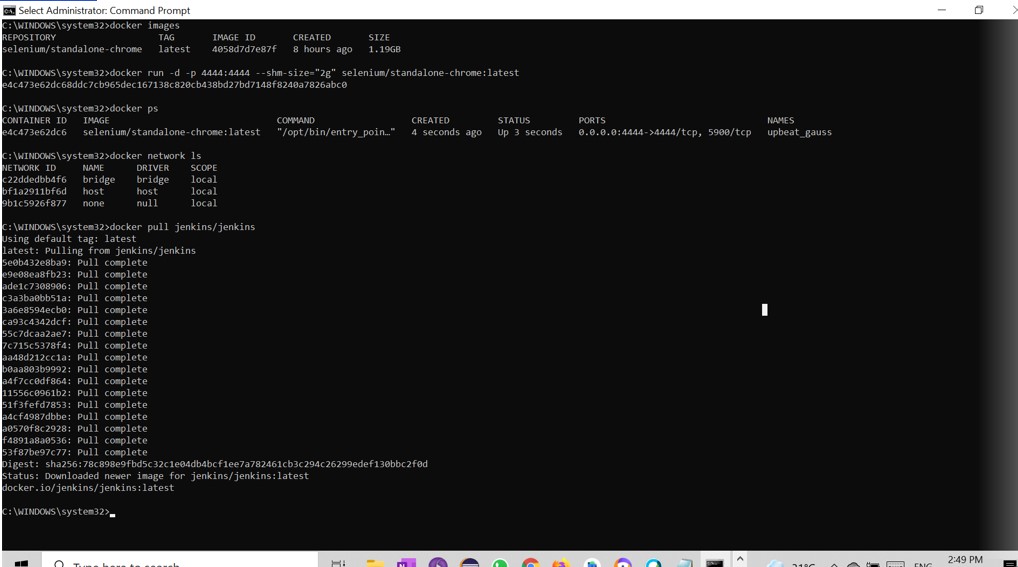 Select Administrator: Command Prompt
C:\WINDOWS\system32>docker images
REPOSITORY TAG IMAGE ID CREATED SIZE
selenium/standalone-chrome latest 4058d7d7e87f 8 hours ago 1.19GB
C:\WINDOWS\system32>docker run -d -p 4444:4444 --shm-size="2g" selenium/standalone-chrome:latest
e4c473e62dc68ddc7cb965dec167138c820cb438bd27bd7148f8240a7826abc0
C:\WINDOWS\system32>docker ps
CONTAINER ID IMAGE COMMAND CREATED STATUS PORTS NAMES
e4c473e62dc6 selenium/standalone-chrome:latest "/opt/bin/entry_poin…" 4 seconds ago Up 3 seconds 0.0.0.0:4444->4444/tcp, 5900/tcp upbeat_gauss
C:\WINDOWS\system32>docker network ls
NETWORK ID NAME DRIVER SCOPE
c22ddedbb4f6 bridge bridge local
bf1a2911bf6d host host local
9b1c5926f877 none null local
C:\WINDOWS\system32>docker pull jenkins/jenkins
Using default tag: latest
latest: Pulling from jenkins/jenkins
5e0b432e8ba9: Pull complete
e9e08ea8fb23: Pull complete
ade1c7308906: Pull complete
c3a3ba0bb51a: Pull complete
3a6e8594ecb0: Pull complete
ca93c4342dcf: Pull complete
55c7dcaa2ae7: Pull complete
7c715c5378f4: Pull complete
aa48d212cc1a: Pull complete
b0aa803b9992: Pull complete
a4f7cc0df864: Pull complete
11556c0961b2: Pull complete
51f3fefd7853: Pull complete
a4cf4987dbbe: Pull complete
a0570f8c2928: Pull complete
f4891a8a0536: Pull complete
53f87be97c77: Pull complete
Digest: sha256:78c898e9fbd5c32c1e04db4bcf1ee7a782461cb3c294c26299edef130bbc2f0d
Status: Downloaded newer image for jenkins/jenkins:latest
docker.io/jenkins/jenkins:latest
C:\WINDOWS\system32>
Type here to search
ENG
2:49 PM